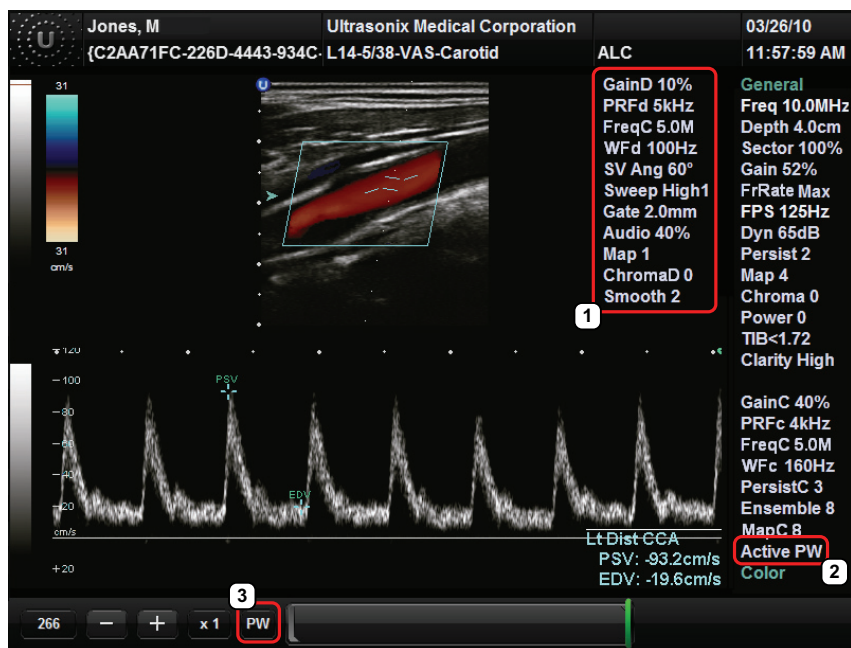 Jones, M
Ultrasonix Medical Corporation
03/26/10
{C2AA71FC-226D-4443-934C-
L14-5/38-VAS-Carotid
ALC
11:57:59 AM
U
31
31
cm/s
U
GainD 10%
PRFd 5kHz
FreqC 5.0M
WFd 100Hz
SV Ang 60°
Sweep High1
Gate 2.0mm
Audio 40%
Map 1
ChromaD 0
Smooth 2
1
General
Freq 10.0MHz
Depth 4.0cm
Sector 100%
Gain 52%
FrRate Max
FPS 125Hz
Dyn 65dB
Persist 2
Map 4
Chroma 0
Power 0
TIB<1.72
Clarity High
GainC 40%
PRFc 4kHz
FreqC 5.0M
WFc 160Hz
PersistC 3
Ensemble 8
MapC 8
Active PW
2
Color
-120
-100
-80
-60
-40
-20
cm/s
+20
PSV
EDV
Lt Dist CCA
PSV: -93.2cm/s
EDV: -19.6cm/s
3
266
−
+
x 1
PW